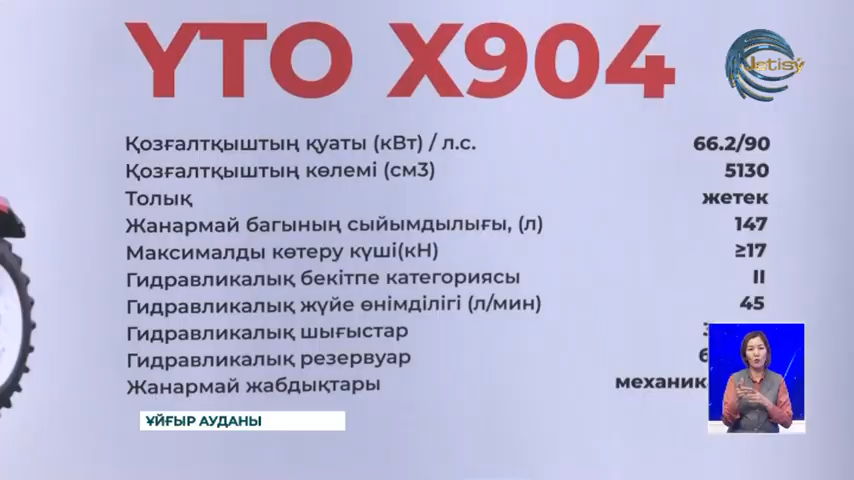 YTO X904
Jetisý
Қозғалтқыштың қуаты (кВт) / л.с. 66.2/90
Қозғалтқыштың көлемі (см3) 5130
Толық жетек
Жанармай бағының сыйымдылығы, (л) 147
Максималды көтеру күші(кН) ≥17
Гидравликалық бекітпе категориясы II
Гидравликалық жүйе өнімділігі (л/мин) 45
Гидравликалық шығыстар
Гидравликалық резервуар
Жанармай жабдықтары
ҰЙҒЫР АУДАНЫ